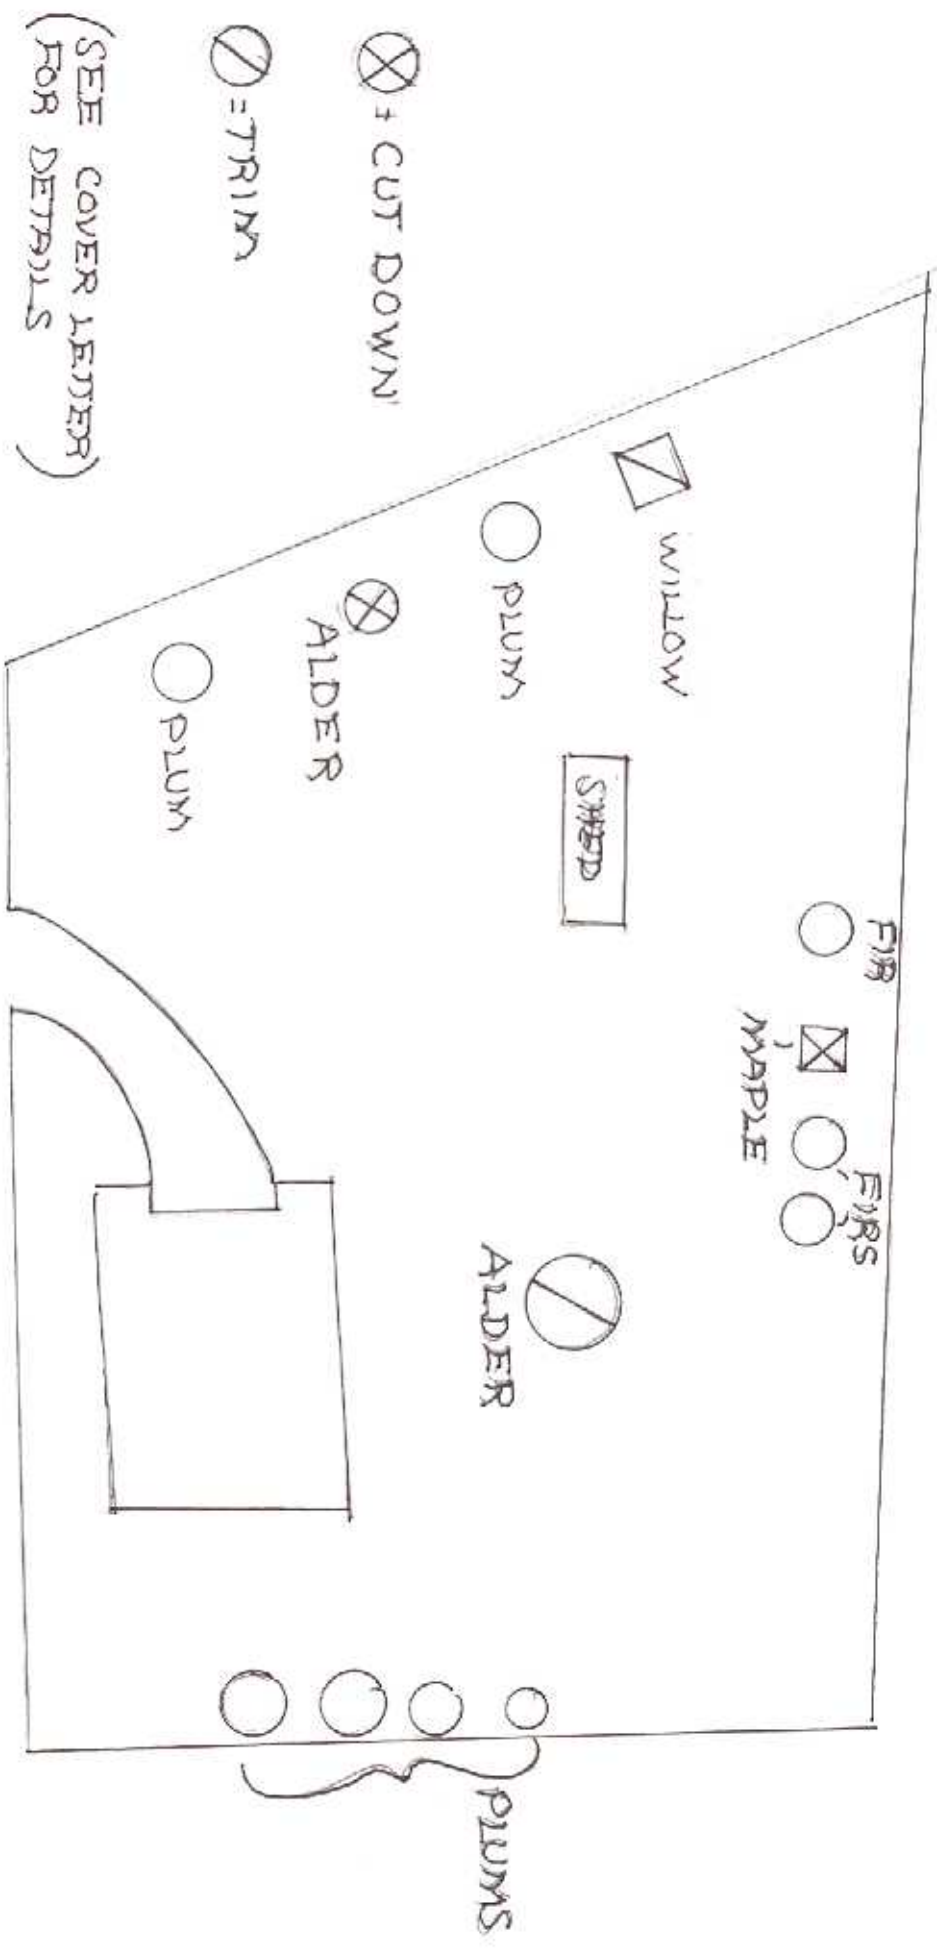 FIR
FIRS
MAPLE
WILLOW
SHED
PLUM
ALDER
PLUMS
= CUT DOWN
ALDER
= TRIM
PLUM
(SEE COVER LETTER
FOR DETAILS)